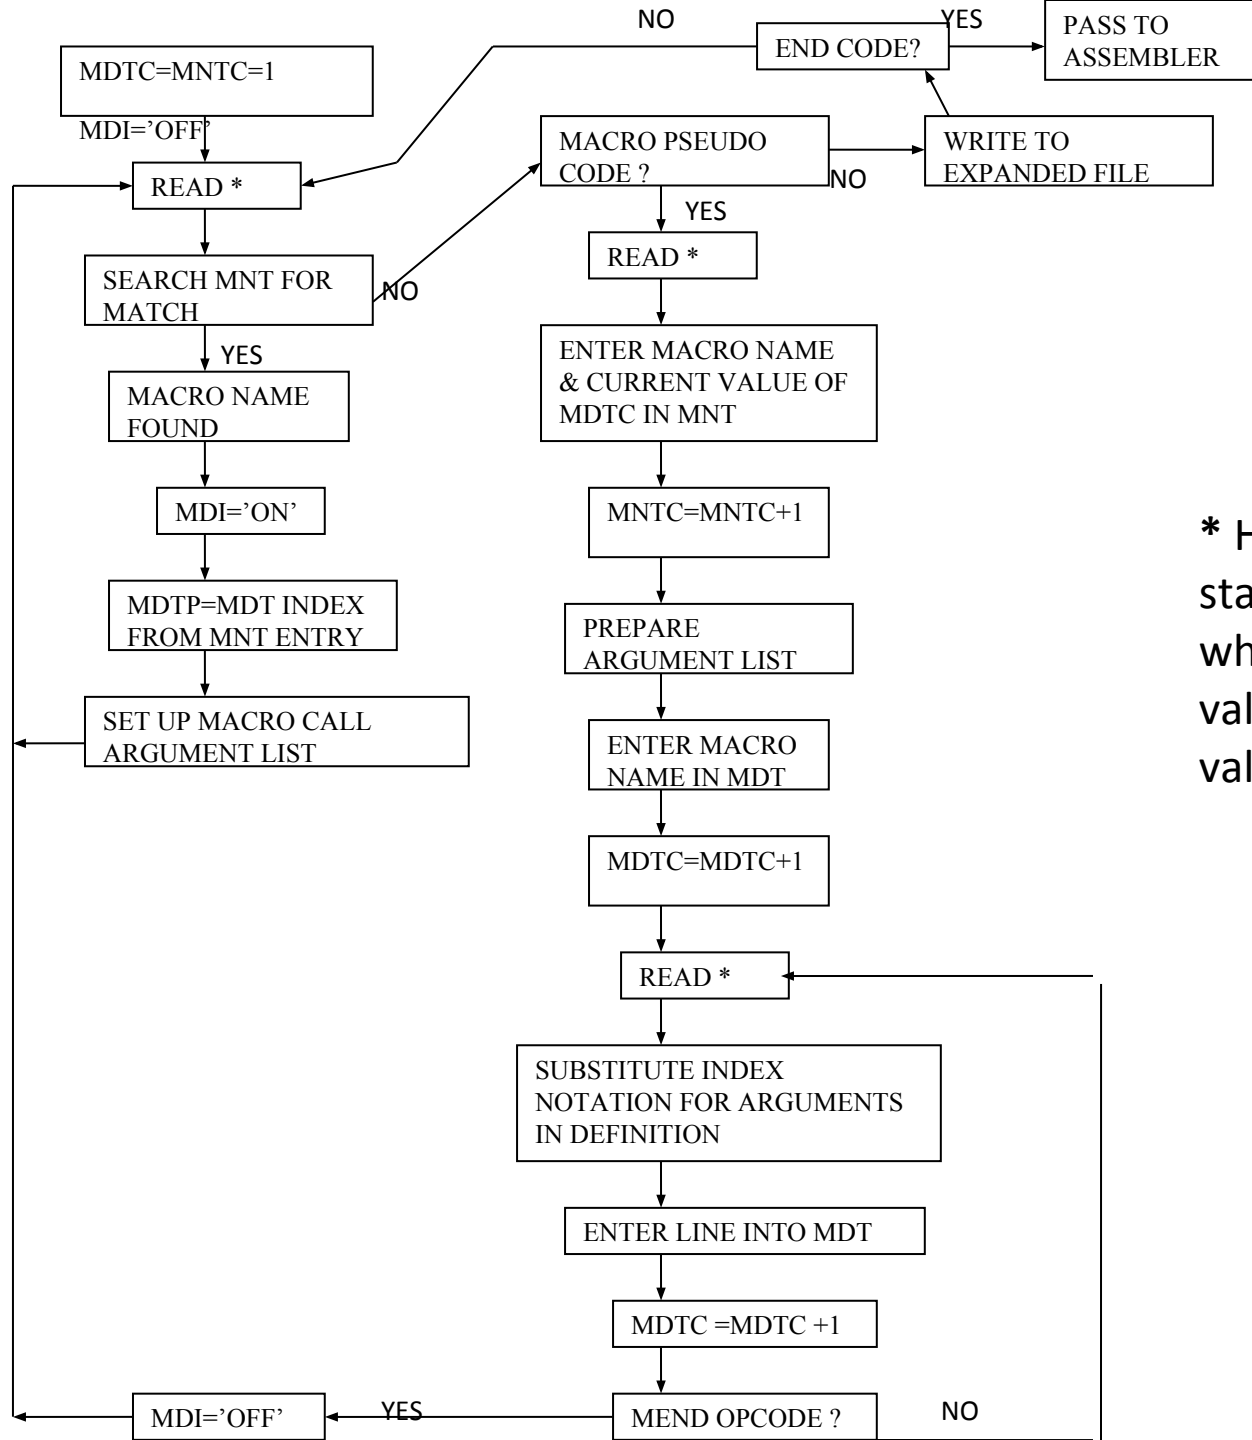 NO
YES
PASS TO
ASSEMBLER
END CODE?
MDTC=MNTC=1
MDI=’OFF’
MACRO PSEUDO
CODE ?
WRITE TO
EXPANDED FILE
NO
READ *
YES
READ *
SEARCH MNT FOR
MATCH
NO
YES
ENTER MACRO NAME
& CURRENT VALUE OF
MDTC IN MNT
MACRO NAME
FOUND
MDI=’ON’
MNTC=MNTC+1
MDTP=MDT INDEX
FROM MNT ENTRY
PREPARE
ARGUMENT LIST
SET UP MACRO CALL
ARGUMENT LIST
ENTER MACRO
NAME IN MDT
MDTC=MDTC+1
READ *
SUBSTITUTE INDEX
NOTATION FOR ARGUMENTS
IN DEFINITION
ENTER LINE INTO MDT
MDTC =MDTC +1
MDI=’OFF’
YES
MEND OPCODE ?
NO
*